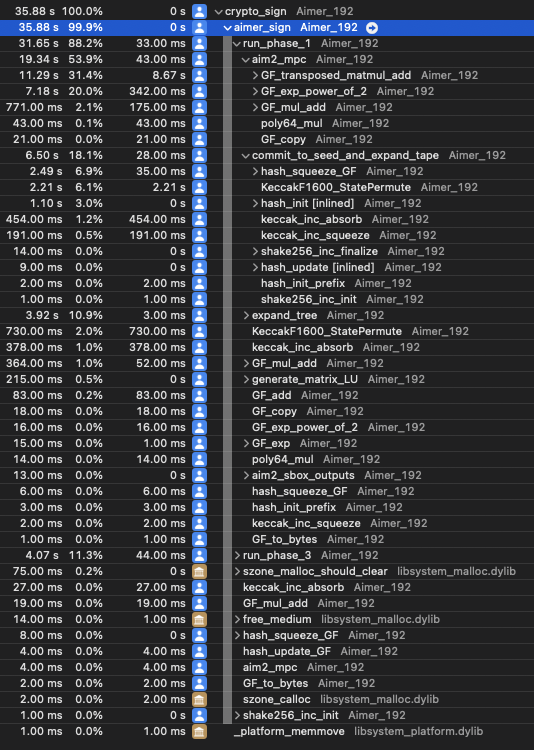 35.88 s 100.0% 0 s crypto_sign Aimer_192
35.88 s 99.9% 0 s aimer_sign Aimer_192
31.65 s 88.2% 33.00 ms run_phase_1 Aimer_192
19.34 s 53.9% 43.00 ms aim2_mpc Aimer_192
11.29 s 31.4% 8.67 s GF_transposed_matmul_add Aimer_192
7.18 s 20.0% 342.00 ms GF_exp_power_of_2 Aimer_192
771.00 ms 2.1% 175.00 ms GF_mul_add Aimer_192
43.00 ms 0.1% 43.00 ms poly64_mul Aimer_192
21.00 ms 0.0% 21.00 ms GF_copy Aimer_192
6.50 s 18.1% 28.00 ms commit_to_seed_and_expand_tape Aimer_192
2.49 s 6.9% 35.00 ms hash_squeeze_GF Aimer_192
2.21 s 6.1% 2.21 s KeccakF1600_StatePermute Aimer_192
1.10 s 3.0% 0 s hash_init [inlined] Aimer_192
454.00 ms 1.2% 454.00 ms keccak_inc_absorb Aimer_192
191.00 ms 0.5% 191.00 ms keccak_inc_squeeze Aimer_192
14.00 ms 0.0% 0 s shake256_inc_finalize Aimer_192
9.00 ms 0.0% 0 s hash_update [inlined] Aimer_192
2.00 ms 0.0% 2.00 ms hash_init_prefix Aimer_192
1.00 ms 0.0% 1.00 ms shake256_inc_init Aimer_192
3.92 s 10.9% 3.00 ms expand_tree Aimer_192
730.00 ms 2.0% 730.00 ms KeccakF1600_StatePermute Aimer_192
378.00 ms 1.0% 378.00 ms keccak_inc_absorb Aimer_192
364.00 ms 1.0% 52.00 ms GF_mul_add Aimer_192
215.00 ms 0.5% 0 s generate_matrix_LU Aimer_192
83.00 ms 0.2% 83.00 ms GF_add Aimer_192
18.00 ms 0.0% 18.00 ms GF_copy Aimer_192
16.00 ms 0.0% 16.00 ms GF_exp_power_of_2 Aimer_192
15.00 ms 0.0% 1.00 ms GF_exp Aimer_192
14.00 ms 0.0% 14.00 ms poly64_mul Aimer_192
13.00 ms 0.0% 0 s aim2_sbox_outputs Aimer_192
6.00 ms 0.0% 6.00 ms hash_squeeze_GF Aimer_192
3.00 ms 0.0% 3.00 ms hash_init_prefix Aimer_192
2.00 ms 0.0% 2.00 ms keccak_inc_squeeze Aimer_192
1.00 ms 0.0% 1.00 ms GF_to_bytes Aimer_192
4.07 s 11.3% 44.00 ms run_phase_3 Aimer_192
75.00 ms 0.2% 0 s szone_malloc_should_clear libsystem_malloc.dylib
27.00 ms 0.0% 27.00 ms keccak_inc_absorb Aimer_192
19.00 ms 0.0% 19.00 ms GF_mul_add Aimer_192
14.00 ms 0.0% 1.00 ms free_medium libsystem_malloc.dylib
8.00 ms 0.0% 0 s hash_squeeze_GF Aimer_192
4.00 ms 0.0% 4.00 ms hash_update_GF Aimer_192
4.00 ms 0.0% 4.00 ms aim2_mpc Aimer_192
2.00 ms 0.0% 2.00 ms GF_to_bytes Aimer_192
2.00 ms 0.0% 2.00 ms szone_calloc libsystem_malloc.dylib
1.00 ms 0.0% 0 s shake256_inc_init Aimer_192
1.00 ms 0.0% 1.00 ms _platform_memmove libsystem_platform.dylib